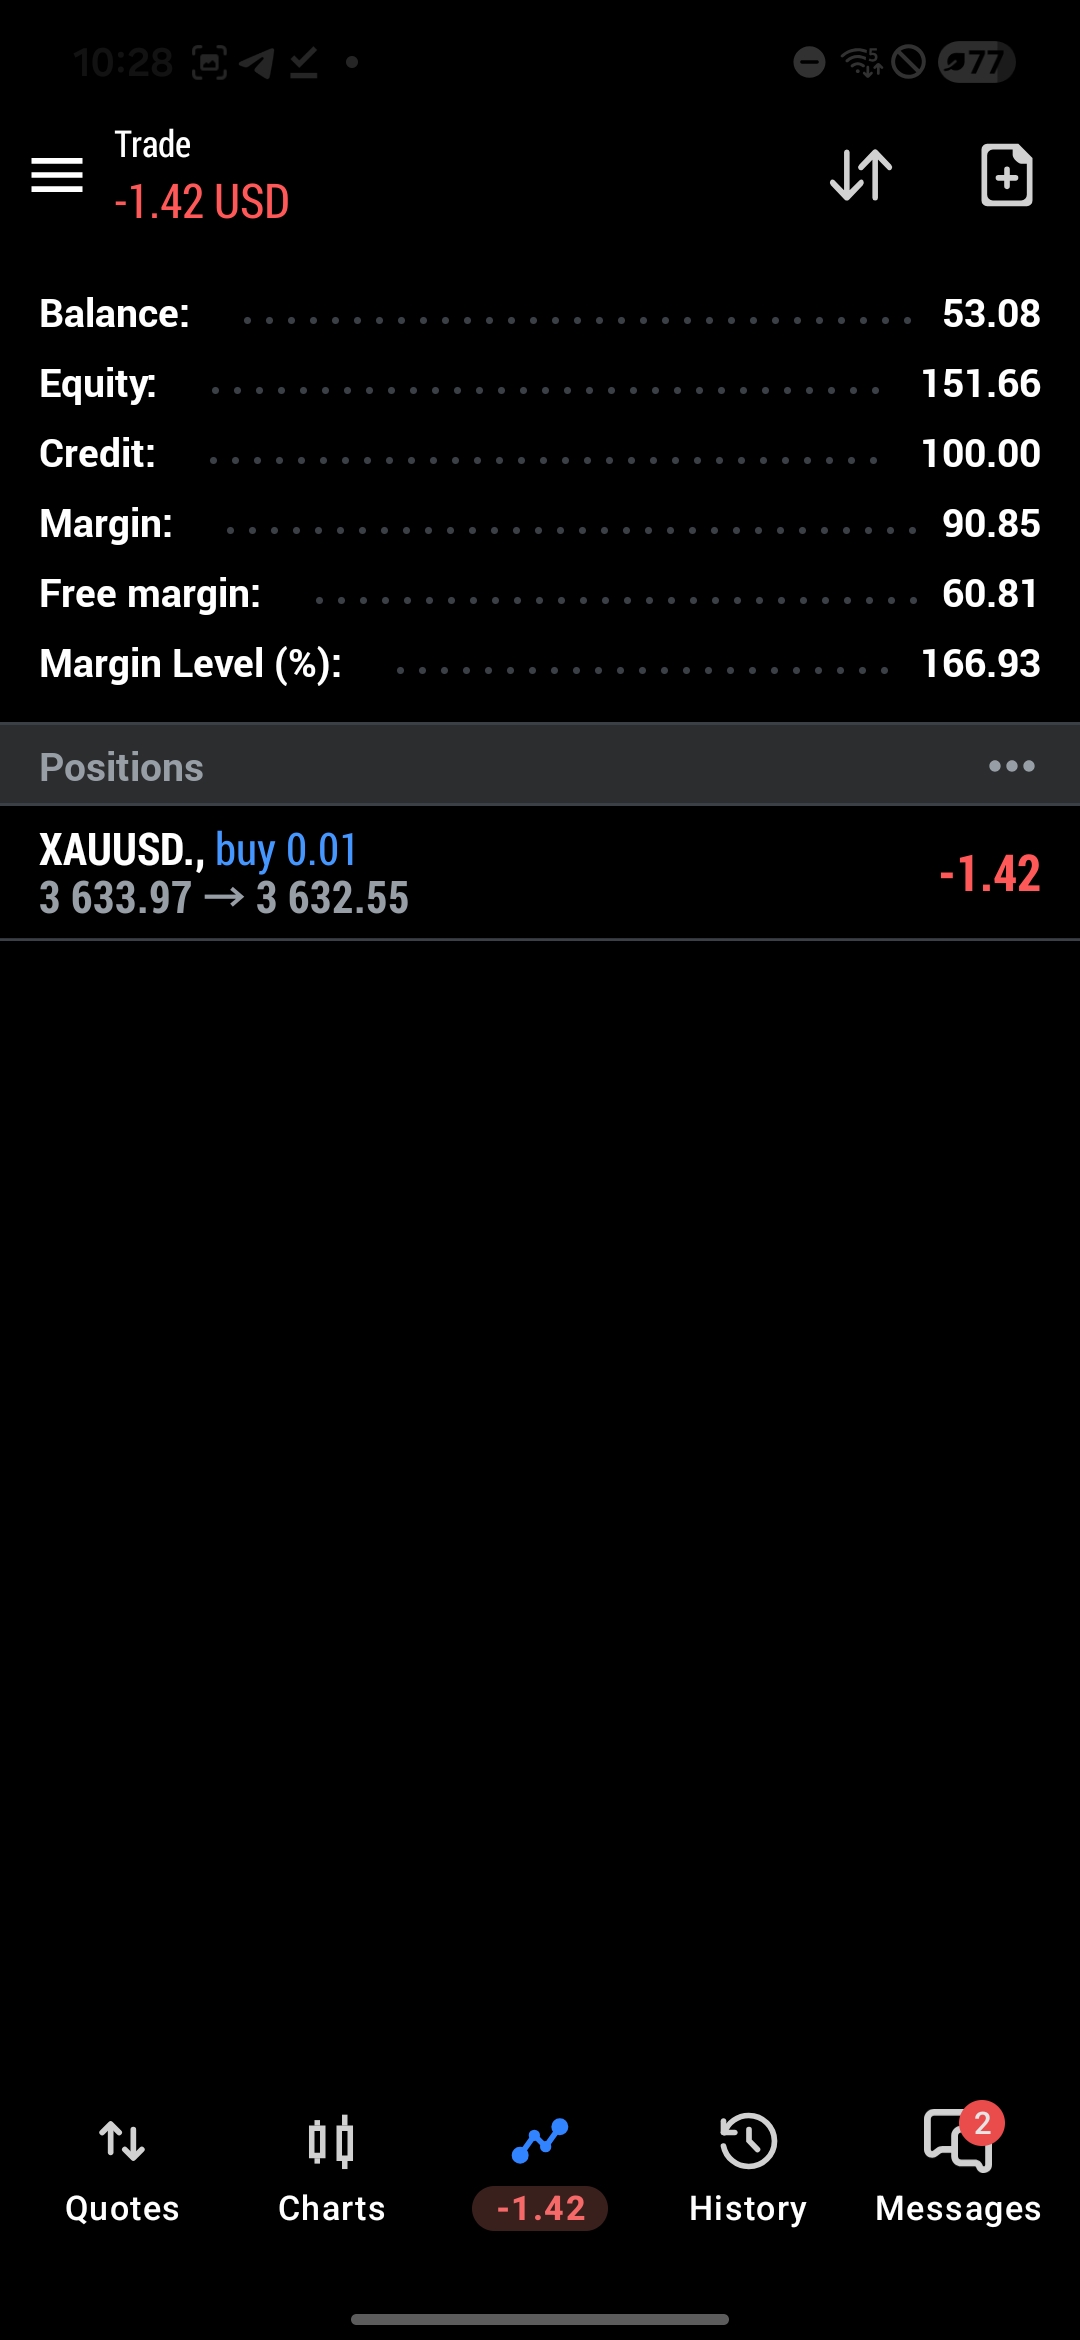 10:28 5 77
Trade
-1.42 USD
Balance: 53.08
Equity: 151.66
Credit: 100.00
Margin: 90.85
Free margin: 60.81
Margin Level (%): 166.93
Positions
XAUUSD., buy 0.01
3 633.97 → 3 632.55
-1.42
2
Quotes Charts -1.42 History Messages